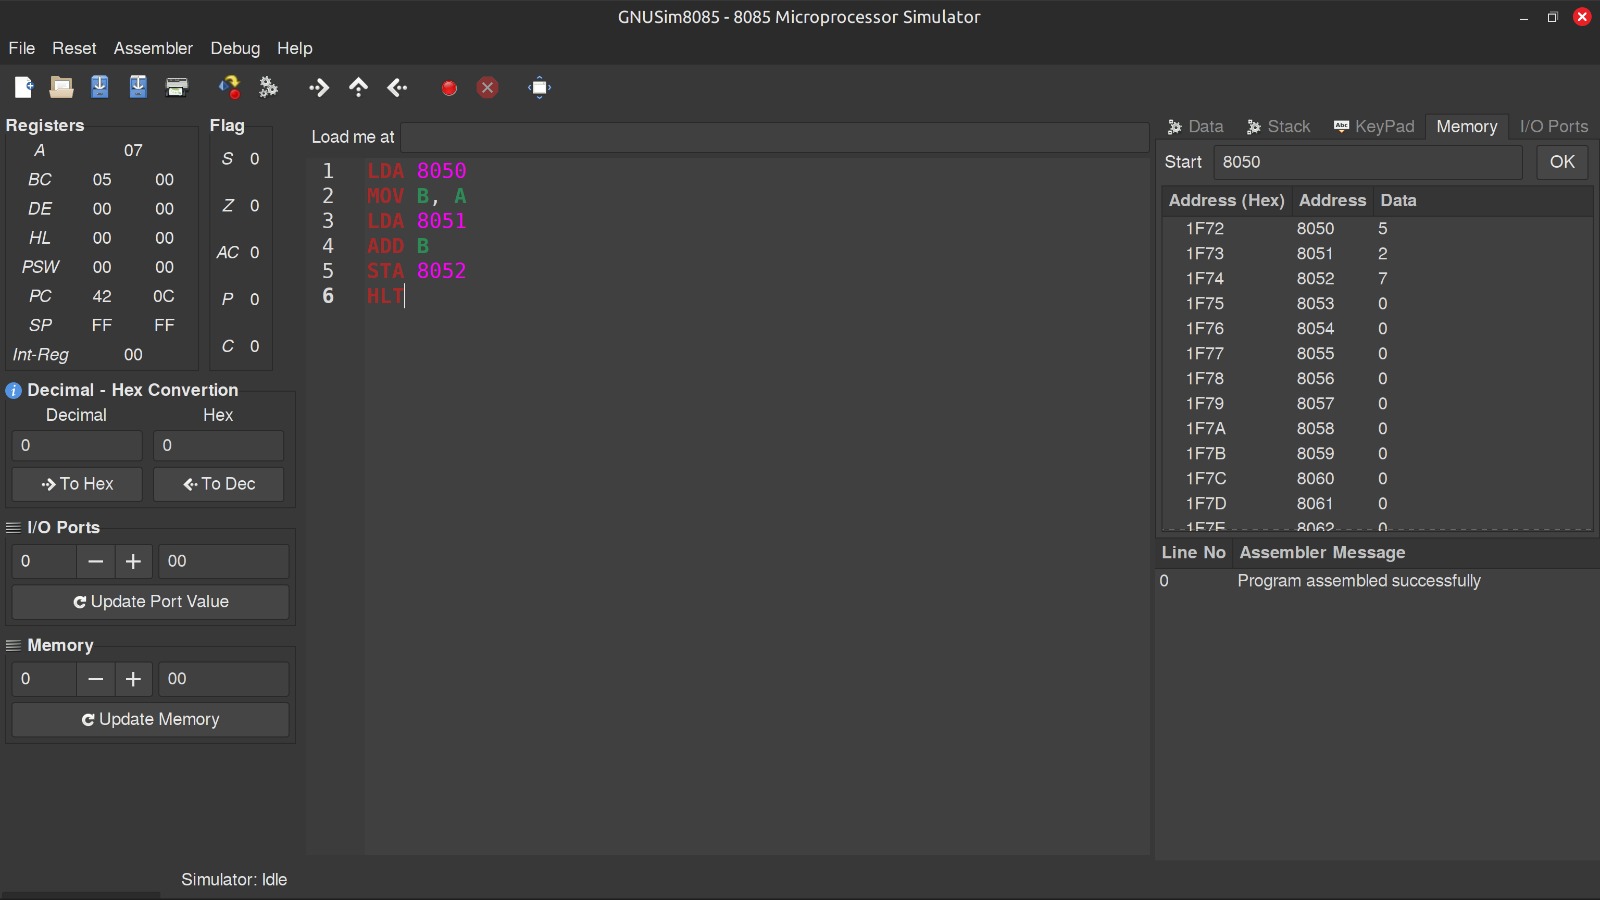 GNUSim8085 - 8085 Microprocessor Simulator
File Reset Assembler Debug Help
Registers
A 07
BC 05 00
DE 00 00
HL 00 00
PSW 00 00
PC 42 0C
SP FF FF
Int-Reg 00
Flag
S 0
Z 0
AC 0
P 0
C 0
Decimal - Hex Convertion
Decimal Hex
0 0
To Hex To Dec
I/O Ports
0 − + 00
Update Port Value
Memory
0 − + 00
Update Memory
Load me at
1 LDA 8050
2 MOV B, A
3 LDA 8051
4 ADD B
5 STA 8052
6 HLT
Data Stack Abc KeyPad Memory I/O Ports
Start 8050 OK
Address (Hex) Address Data
1F72 8050 5
1F73 8051 2
1F74 8052 7
1F75 8053 0
1F76 8054 0
1F77 8055 0
1F78 8056 0
1F79 8057 0
1F7A 8058 0
1F7B 8059 0
1F7C 8060 0
1F7D 8061 0
1F7E 8062 0
Line No Assembler Message
0 Program assembled successfully
Simulator: Idle